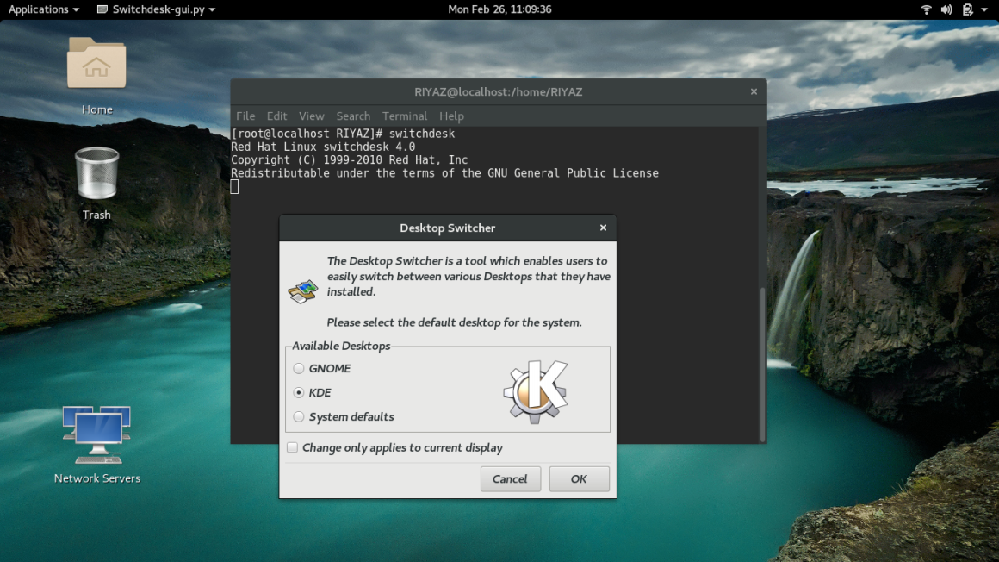 Applications
Switchdesk-gui.py
Mon Feb 26, 11:09:36
Home
Trash
Network Servers
RIYAZ@localhost:/home/RIYAZ
File Edit View Search Terminal Help
[root@localhost RIYAZ]# switchdesk
Red Hat Linux switchdesk 4.0
Copyright (C) 1999-2010 Red Hat, Inc
Redistributable under the terms of the GNU General Public License
Desktop Switcher
The Desktop Switcher is a tool which enables users to
easily switch between various Desktops that they have
installed.
Please select the default desktop for the system.
Available Desktops
GNOME
KDE
System defaults
K
Change only applies to current display
Cancel OK